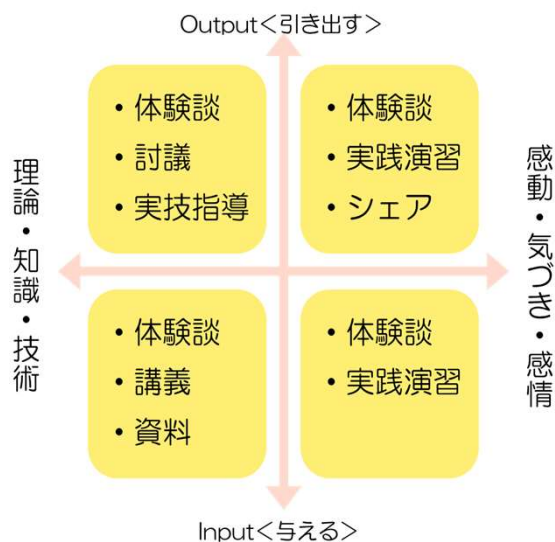 Output<引き出す>
・体験談
・討議
・実技指導
・体験談
・実践演習
・シェア
理論・知識・技術
感動・気づき・感情
・体験談
・講義
・資料
・体験談
・実践演習
Input<与える>